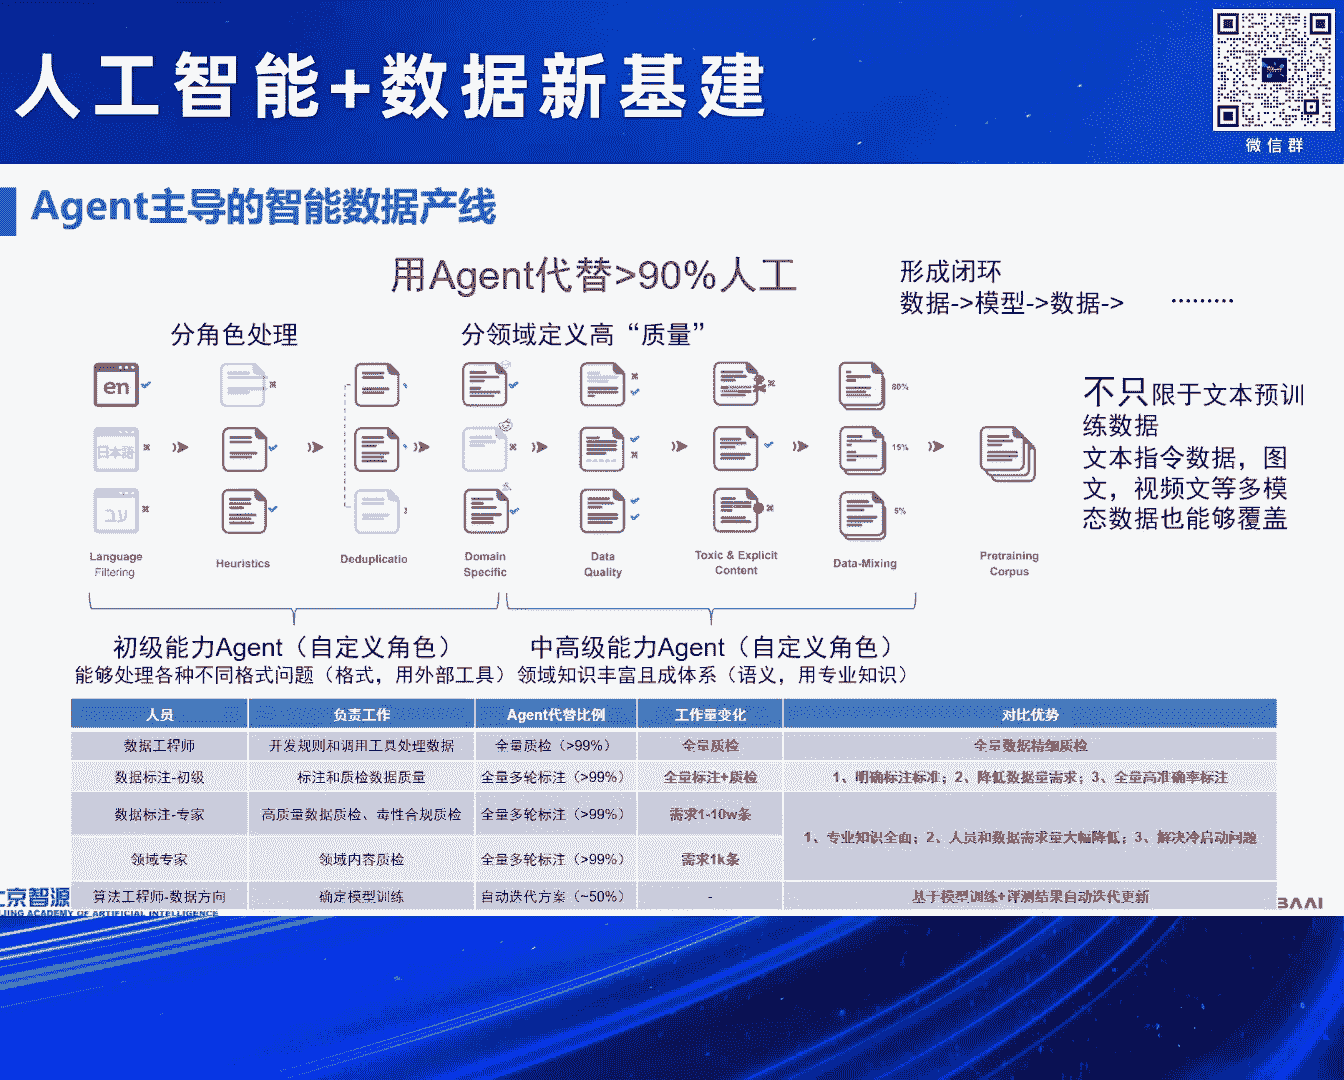 人工智能+数据新基建
微信群
Agent主导的智能数据产线
用Agent代替>90%人工
形成闭环
数据->模型->数据-> ………
分角色处理
分领域定义高“质量”
en
日本語
עב
80%
15%
5%
Language
Filtering
Heuristics
Deduplicatio
Domain
Specific
Data
Quality
Toxic & Explicit
Content
Data-Mixing
Pretraining
Corpus
不只限于文本预训
练数据
文本指令数据，图
文，视频文等多模
态数据也能够覆盖
初级能力Agent（自定义角色）
能够处理各种不同格式问题（格式，用外部工具）
中高级能力Agent（自定义角色）
领域知识丰富且成体系（语义，用专业知识）
人员 负责工作 Agent代替比例 工作量变化 对比优势
数据工程师 开发规则和调用工具处理数据 全量质检（>99%） 全量质检 全量数据精细质检
数据标注-初级 标注和质检数据质量 全量多轮标注（>99%） 全量标注+质检 1、明确标注标准；2、降低数据量需求；3、全量高准确率标注
数据标注-专家 高质量数据质检、毒性合规质检 全量多轮标注（>99%） 需求1-10w条 1、专业知识全面；2、人员和数据需求量大幅降低；3、解决冷启动问题
领域专家 领域内容质检 全量多轮标注（>99%） 需求1k条
算法工程师-数据方向 确定模型训练 自动迭代方案（~50%） - 基于模型训练+评测结果自动迭代更新
京智源
JING ACADEMY OF ARTIFICIAL INTELLIGENCE
BAAI